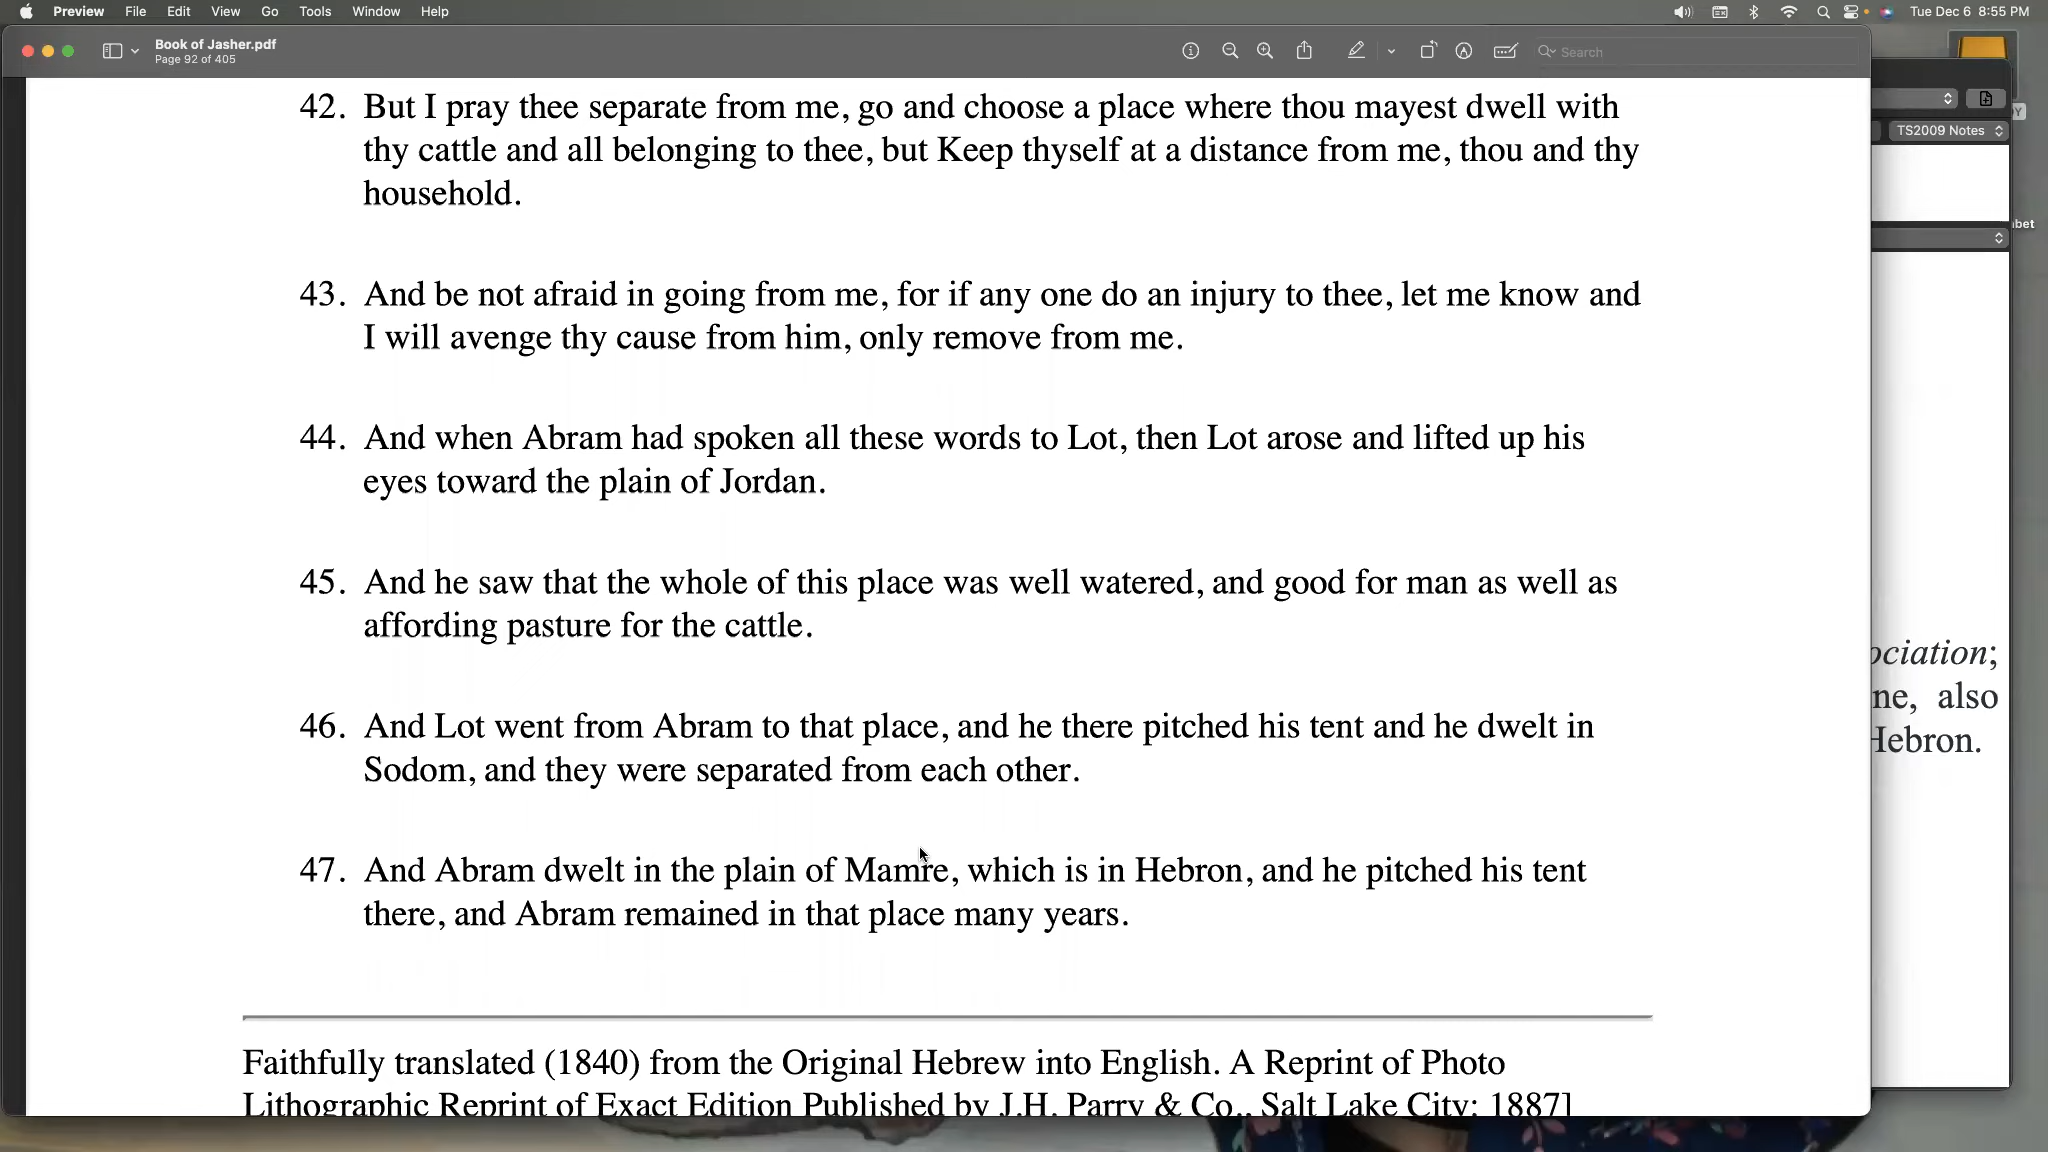 Preview File Edit View Go Tools Window Help
Tue Dec 6 8:55 PM
Book of Jasher.pdf
Page 92 of 405
Search
TS2009 Notes
42. But I pray thee separate from me, go and choose a place where thou mayest dwell with
thy cattle and all belonging to thee, but Keep thyself at a distance from me, thou and thy
household.
43. And be not afraid in going from me, for if any one do an injury to thee, let me know and
I will avenge thy cause from him, only remove from me.
44. And when Abram had spoken all these words to Lot, then Lot arose and lifted up his
eyes toward the plain of Jordan.
45. And he saw that the whole of this place was well watered, and good for man as well as
affording pasture for the cattle.
46. And Lot went from Abram to that place, and he there pitched his tent and he dwelt in
Sodom, and they were separated from each other.
47. And Abram dwelt in the plain of Mamre, which is in Hebron, and he pitched his tent
there, and Abram remained in that place many years.
Faithfully translated (1840) from the Original Hebrew into English. A Reprint of Photo
Lithographic Reprint of Exact Edition Published by J.H. Parry & Co., Salt Lake City: 1887]
ociation;
ne, also
Hebron.